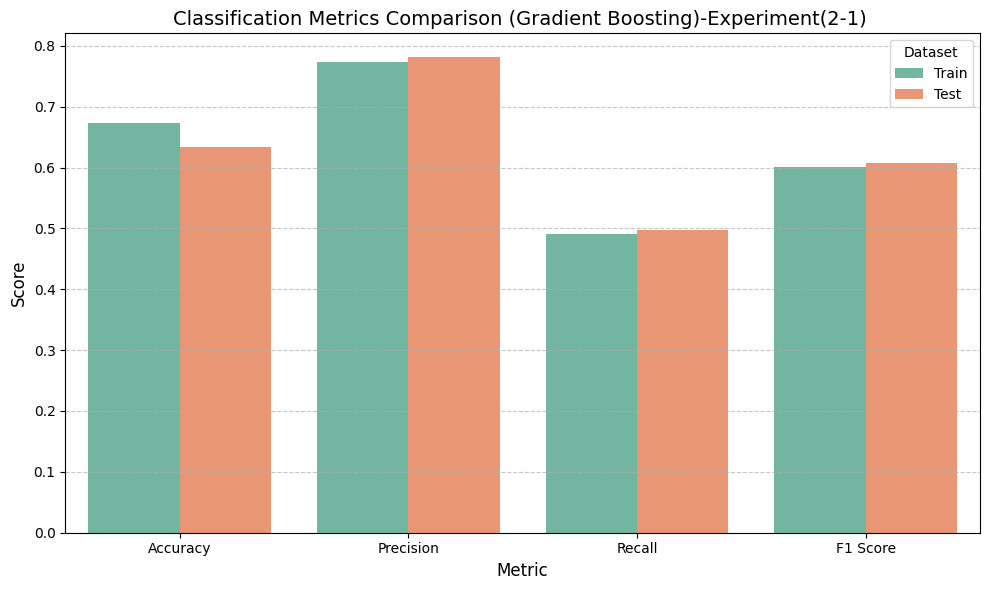 Classification Metrics Comparison (Gradient Boosting)-Experiment(2-1)
Dataset
Train
Test
0.8
0.7
0.6
0.5
0.4
0.3
0.2
0.1
0.0
Score
Accuracy Precision Recall F1 Score
Metric